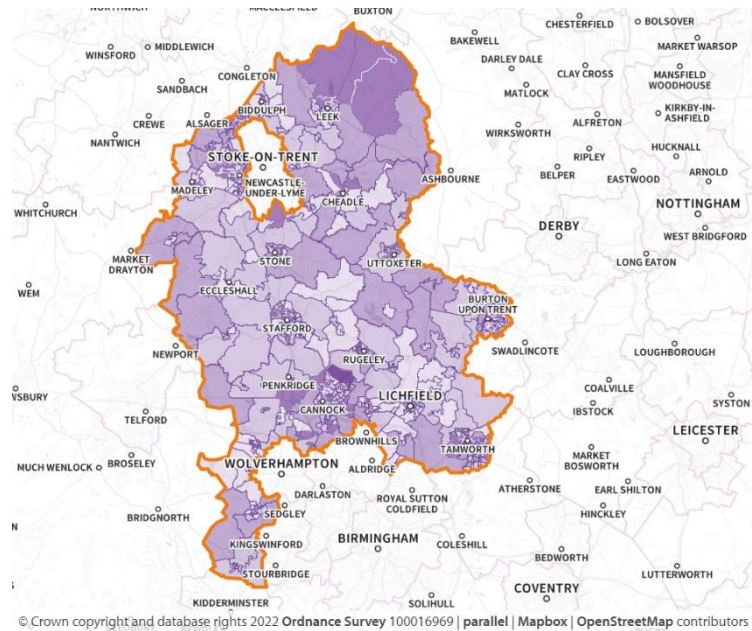 NORTHWICH
MACCLESFIELD
BUXTON
CHESTERFIELD
BOLSOVER
BAKEWELL
MARKET WARSOP
WINSFORD
MIDDLEWICH
DARLEY DALE
CLAY CROSS
MANSFIELD
WOODHOUSE
CONGLETON
SANDBACH
MATLOCK
BIDDULPH
LEEK
ALFRETON
KIRKBY-IN-
ASHFIELD
CREWE
ALSAGER
WIRKSWORTH
NANTWICH
RIPLEY
HUCKNALL
STOKE-ON-TRENT
BELPER
EASTWOOD
ARNOLD
MADELEY
NEWCASTLE-
UNDER-LYME
ASHBOURNE
CHEADLE
NOTTINGHAM
WHITCHURCH
DERBY
WEST BRIDGFORD
MARKET
DRAYTON
STONE
UTTOXETER
LONG EATON
WEM
ECCLESHALL
BURTON
UPON TRENT
STAFFORD
NEWPORT
RUGELEY
SWADLINCOTE
LOUGHBOROUGH
PENKRIDGE
COALVILLE
WSBURY
LICHFIELD
SYSTON
TELFORD
CANNOCK
IBSTOCK
LEICESTER
BROWNHILLS
TAMWORTH
MUCH WENLOCK
BROSELEY
WOLVERHAMPTON
ALDRIDGE
MARKET
BOSWORTH
DARLASTON
ROYAL SUTTON
COLDFIELD
ATHERSTONE
EARL SHILTON
BRIDGNORTH
SEDGLEY
HINCKLEY
N
KINGSWINFORD
BIRMINGHAM
COLESHILL
BEDWORTH
STOURBRIDGE
LUTTERWORTH
COVENTRY
KIDDERMINSTER
SOLIHULL
© Crown copyright and database rights 2022 Ordnance Survey 100016969 | parallel | Mapbox | OpenStreetMap contributors